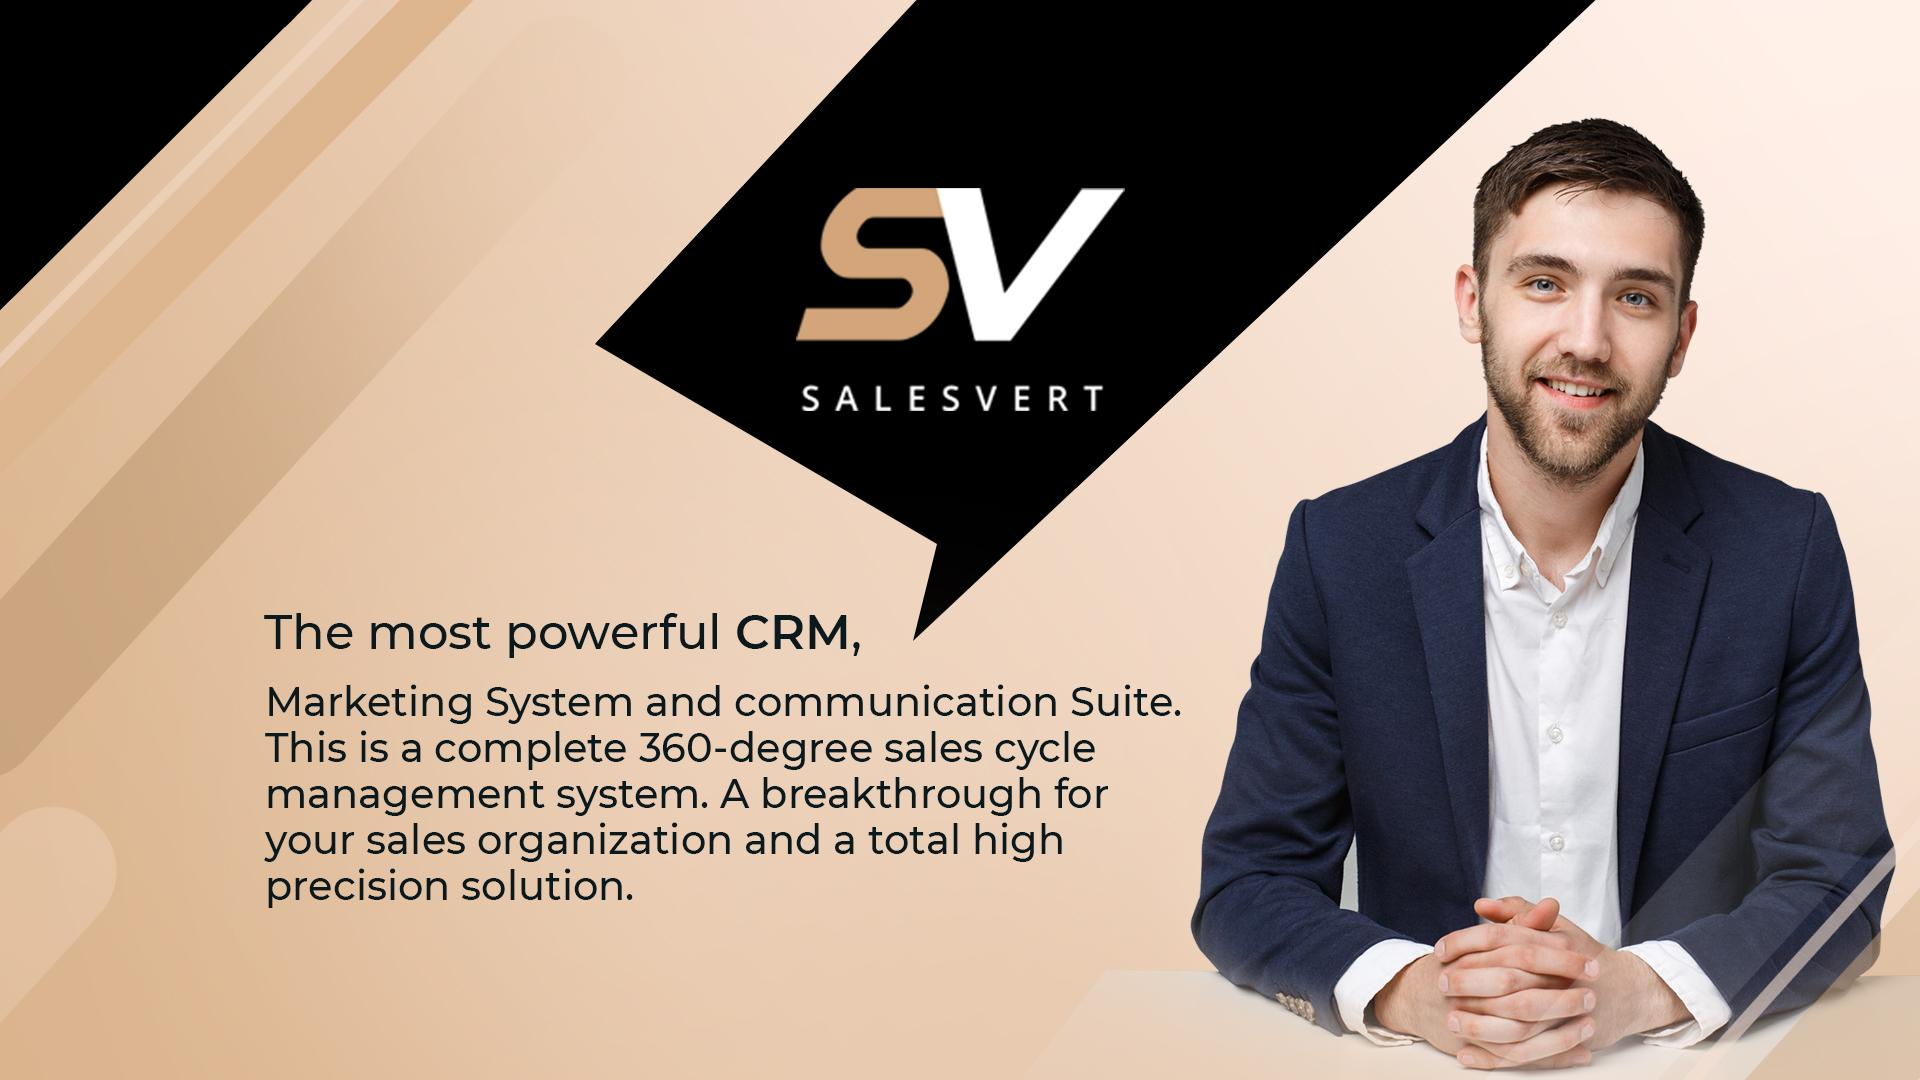 SV
SALESVERT
The most powerful CRM,
Marketing System and communication Suite.
This is a complete 360-degree sales cycle
management system. A breakthrough for
your sales organization and a total high
precision solution.